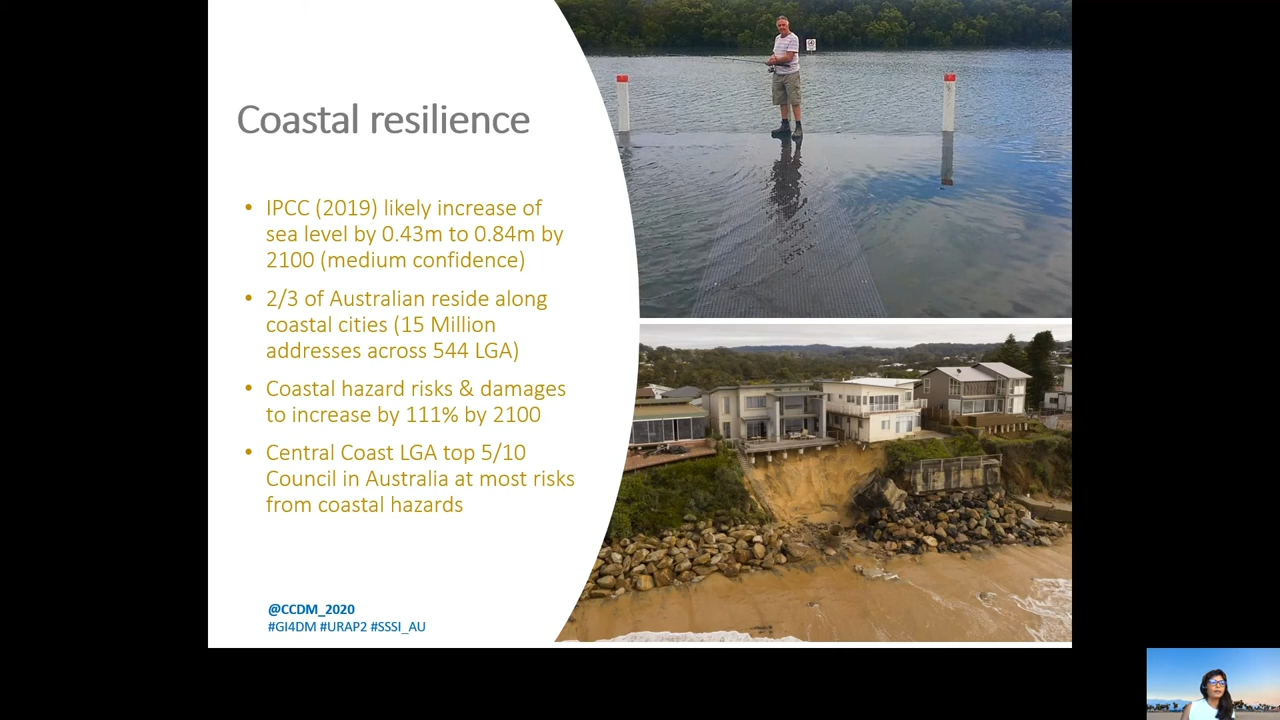 Coastal resilience
• IPCC (2019) likely increase of
sea level by 0.43m to 0.84m by
2100 (medium confidence)
• 2/3 of Australian reside along
coastal cities (15 Million
addresses across 544 LGA)
• Coastal hazard risks & damages
to increase by 111% by 2100
• Central Coast LGA top 5/10
Council in Australia at most risks
from coastal hazards
@CCDM_2020
#GI4DM #URAP2 #SSSI_AU